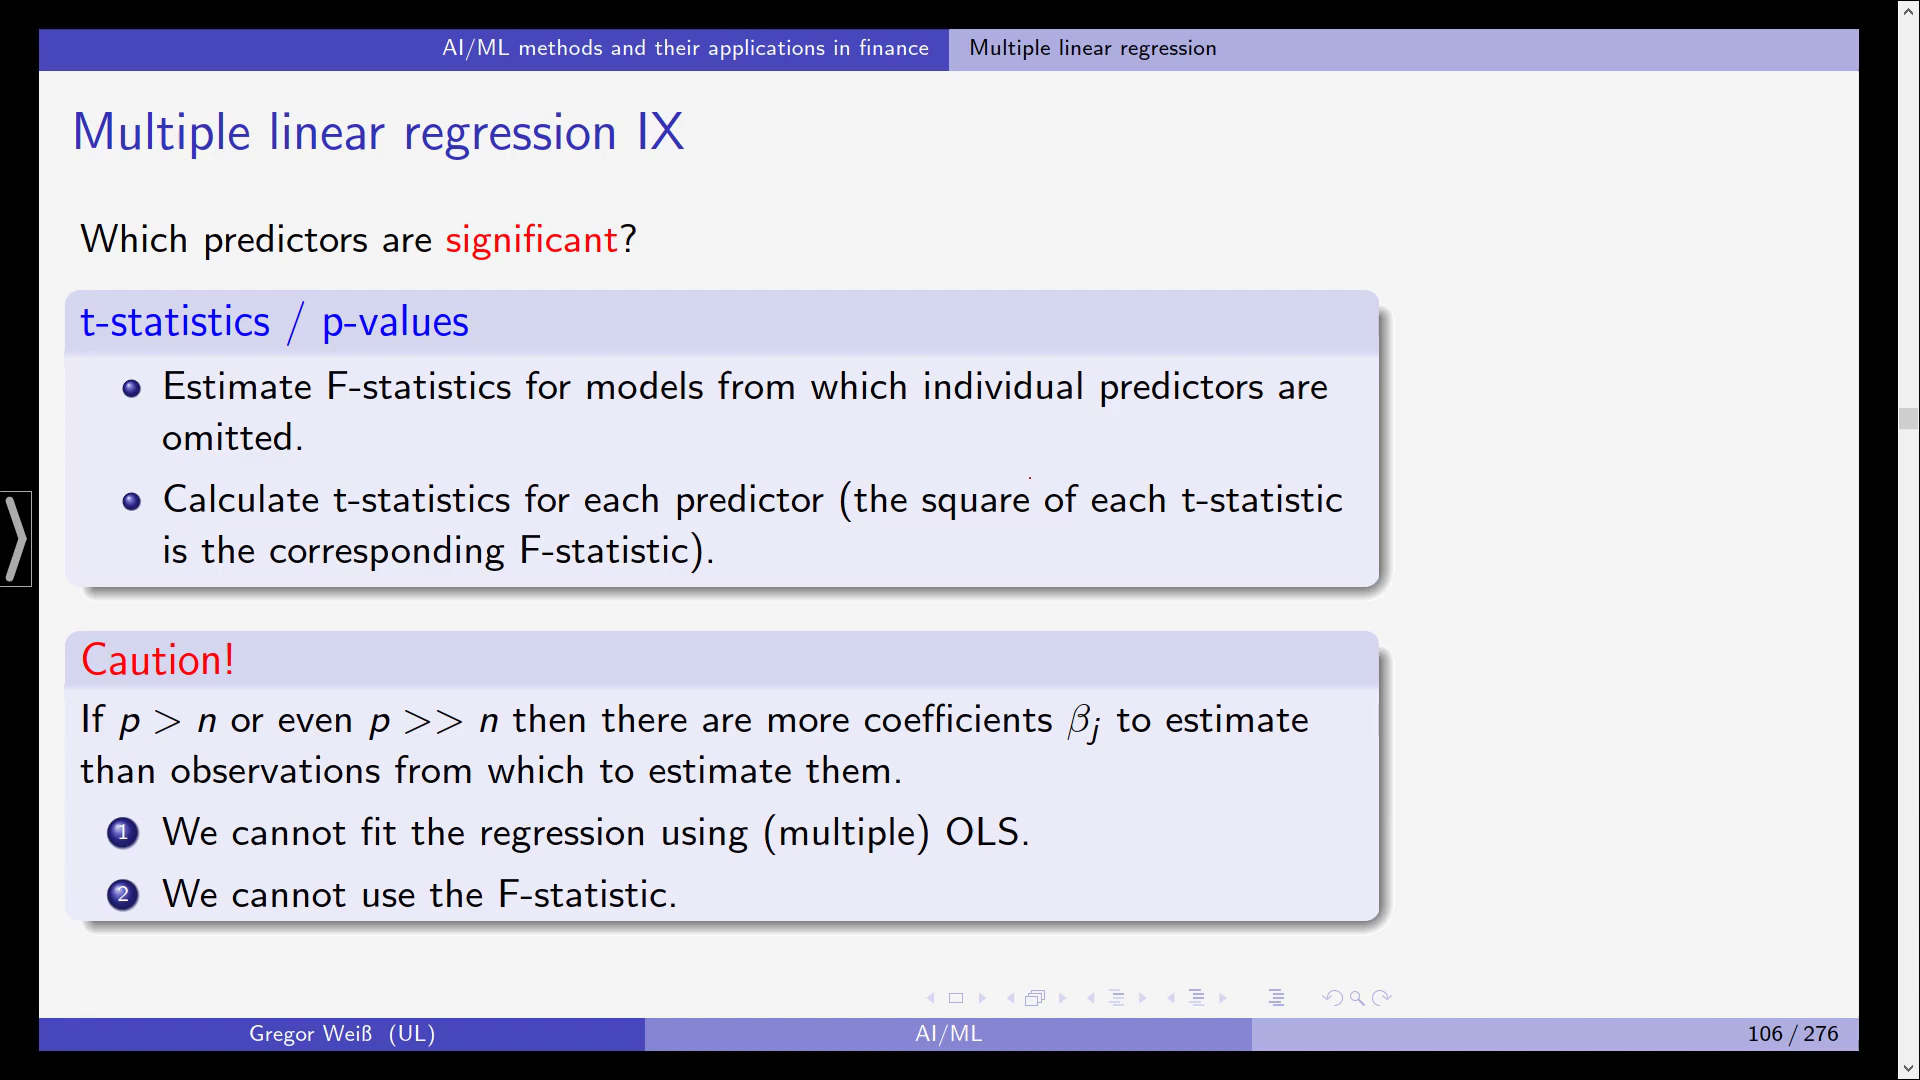 AI/ML methods and their applications in finance Multiple linear regression
Multiple linear regression IX
Which predictors are significant?
t-statistics / p-values
Estimate F-statistics for models from which individual predictors are
omitted.
Calculate t-statistics for each predictor (the square of each t-statistic
is the corresponding F-statistic).
Caution!
If p > n or even p >> n then there are more coefficients βj to estimate
than observations from which to estimate them.
1 We cannot fit the regression using (multiple) OLS.
2 We cannot use the F-statistic.
Gregor Weiß (UL) AI/ML 106 / 276